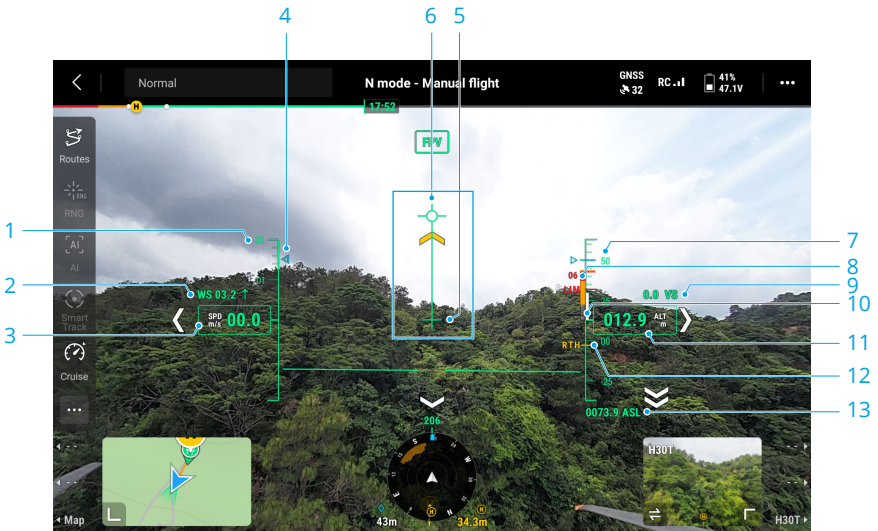 4
6
5
Normal
N mode - Manual flight
GNSS
32
RC
41%
47.1V
H
17:52
FPV
Routes
RNG
RNG
1
7
50
AI
AI
06
8
2
WS 03.2 ↑
0.0 VS
9
10
Smart
Track
3
SPD
m/s
00.0
012.9
ALT
m
11
RTH
00
12
Cruise
25
0073.9 ASL
13
206
S
W
E
N
H30T
43m
H
H
34.3m
Map
H30T